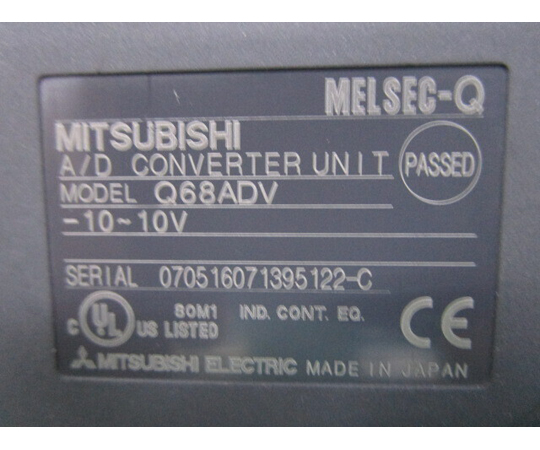 MELSEC-Q
MITSUBISHI
A/D CONVERTER UNIT PASSED
MODEL Q68ADV
-10~10V
SERIAL 070516071395122-C
C UL US LISTED 80M1 IND. CONT. EQ. CE
MITSUBISHI ELECTRIC MADE IN JAPAN